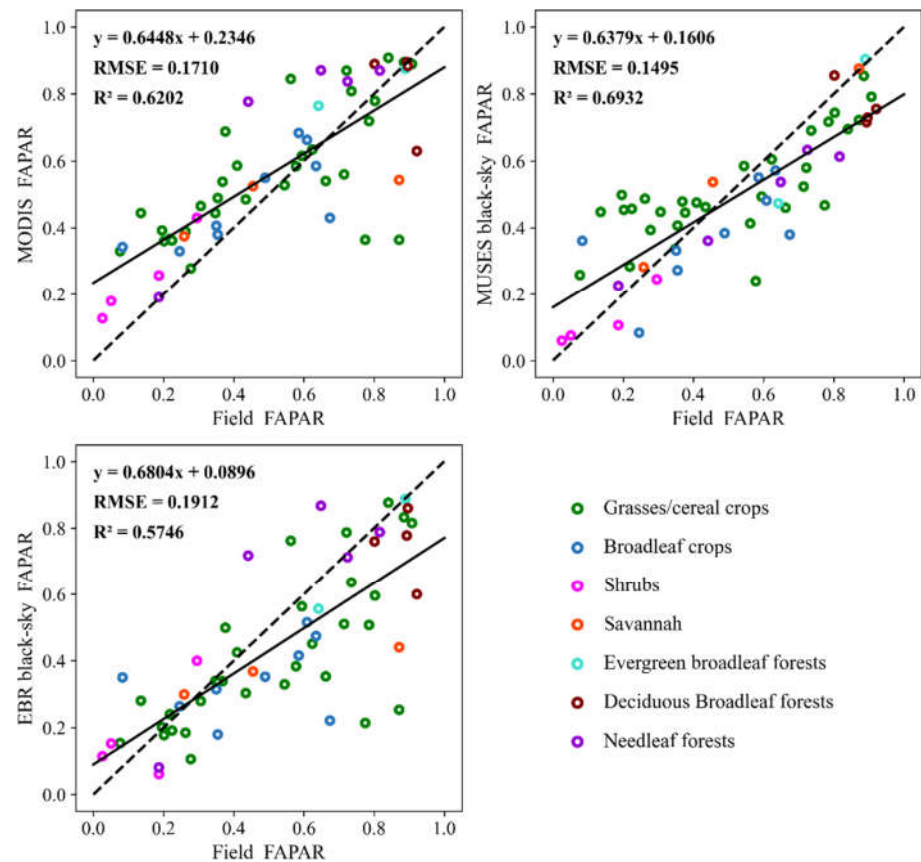 y = 0.6448x + 0.2346
RMSE = 0.1710
R² = 0.6202
1.0
0.8
0.6
0.4
0.2
0.0
MODIS FAPAR
0.0 0.2 0.4 0.6 0.8 1.0
Field FAPAR
y = 0.6379x + 0.1606
RMSE = 0.1495
R² = 0.6932
1.0
0.8
0.6
0.4
0.2
0.0
MUSES black-sky FAPAR
0.0 0.2 0.4 0.6 0.8 1.0
Field FAPAR
y = 0.6804x + 0.0896
RMSE = 0.1912
R² = 0.5746
1.0
0.8
0.6
0.4
0.2
0.0
EBR black-sky FAPAR
0.0 0.2 0.4 0.6 0.8 1.0
Field FAPAR
Grasses/cereal crops
Broadleaf crops
Shrubs
Savannah
Evergreen broadleaf forests
Deciduous Broadleaf forests
Needleaf forests